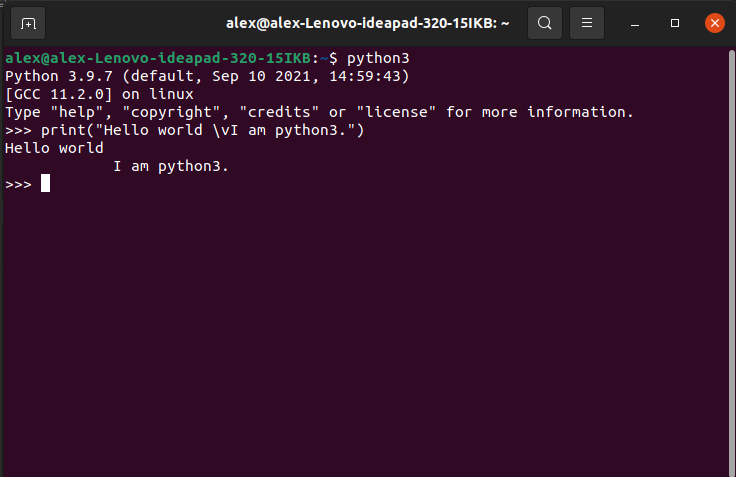 alex@alex-Lenovo-ideapad-320-15IKB: ~
alex@alex-Lenovo-ideapad-320-15IKB:~$ python3
Python 3.9.7 (default, Sep 10 2021, 14:59:43)
[GCC 11.2.0] on linux
Type "help", "copyright", "credits" or "license" for more information.
>>> print("Hello world \vI am python3.")
Hello world
            I am python3.
>>>